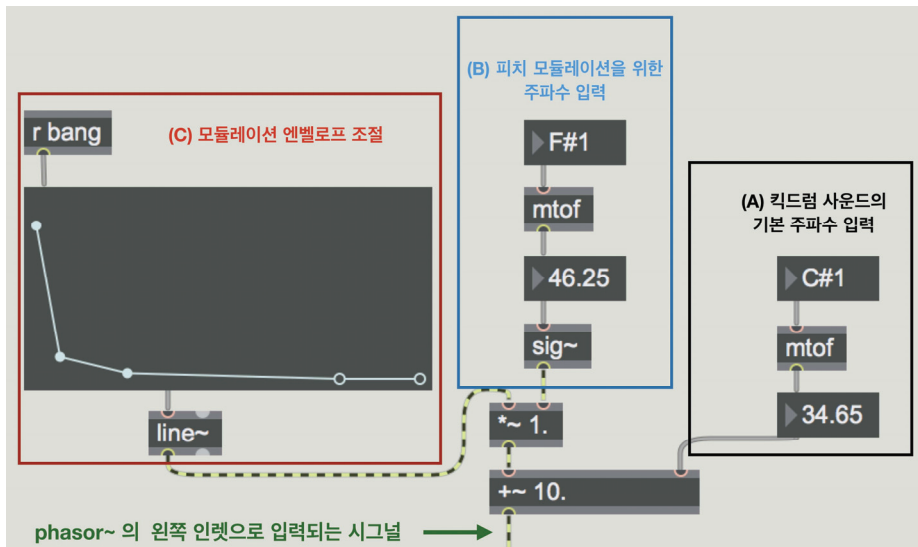 (B) 피치 모듈레이션을 위한
주파수 입력
(C) 모듈레이션 엔벨로프 조절
r bang
F#1
mtof
46.25
sig~
(A) 킥드럼 사운드의
기본 주파수 입력
C#1
mtof
34.65
line~
*~ 1.
+~ 10.
phasor~ 의 왼쪽 인렛으로 입력되는 시그널